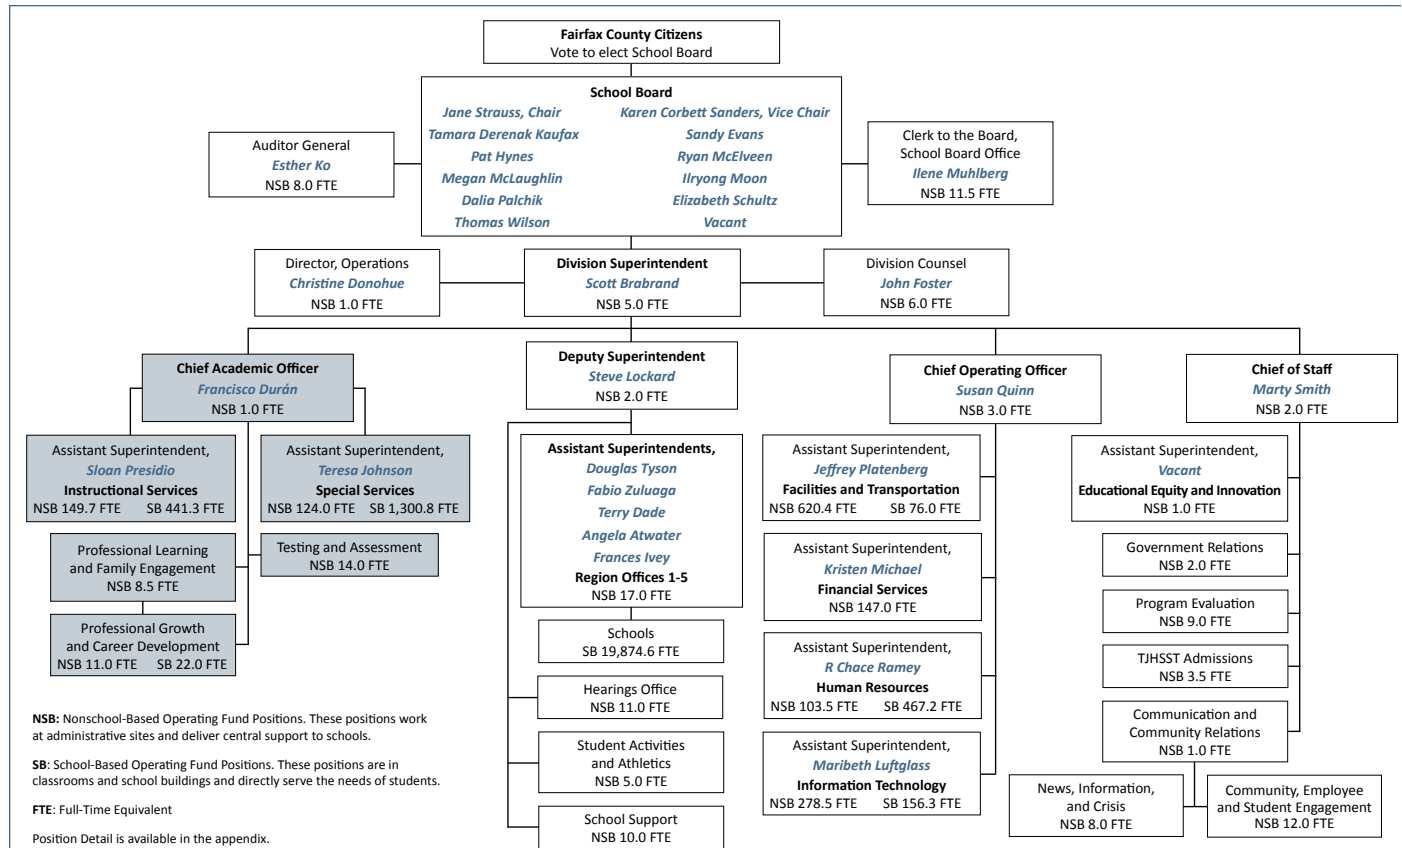 Fairfax County Citizens
Vote to elect School Board
School Board
Jane Strauss, Chair
Karen Corbett Sanders, Vice Chair
Tamara Derenak Kaufax
Sandy Evans
Pat Hynes
Ryan McElveen
Megan McLaughlin
Ilryong Moon
Dalia Palchik
Elizabeth Schultz
Thomas Wilson
Vacant
Auditor General
Esther Ko
NSB 8.0 FTE
Clerk to the Board,
School Board Office
Ilene Muhlberg
NSB 11.5 FTE
Director, Operations
Christine Donohue
NSB 1.0 FTE
Division Superintendent
Scott Brabrand
NSB 5.0 FTE
Division Counsel
John Foster
NSB 6.0 FTE
Chief Academic Officer
Francisco Durán
NSB 1.0 FTE
Deputy Superintendent
Steve Lockard
NSB 2.0 FTE
Chief Operating Officer
Susan Quinn
NSB 3.0 FTE
Chief of Staff
Marty Smith
NSB 2.0 FTE
Assistant Superintendent,
Sloan Presidio
Instructional Services
NSB 149.7 FTE SB 441.3 FTE
Assistant Superintendent,
Teresa Johnson
Special Services
NSB 124.0 FTE SB 1,300.8 FTE
Professional Learning
and Family Engagement
NSB 8.5 FTE
Testing and Assessment
NSB 14.0 FTE
Professional Growth
and Career Development
NSB 11.0 FTE SB 22.0 FTE
Assistant Superintendents,
Douglas Tyson
Fabio Zuluaga
Terry Dade
Angela Atwater
Frances Ivey
Region Offices 1-5
NSB 17.0 FTE
Schools
SB 19,874.6 FTE
Hearings Office
NSB 11.0 FTE
Student Activities
and Athletics
NSB 5.0 FTE
School Support
NSB 10.0 FTE
Assistant Superintendent,
Jeffrey Platenberg
Facilities and Transportation
NSB 620.4 FTE SB 76.0 FTE
Assistant Superintendent,
Kristen Michael
Financial Services
NSB 147.0 FTE
Assistant Superintendent,
R Chace Ramey
Human Resources
NSB 103.5 FTE SB 467.2 FTE
Assistant Superintendent,
Maribeth Luftglass
Information Technology
NSB 278.5 FTE SB 156.3 FTE
Assistant Superintendent,
Vacant
Educational Equity and Innovation
NSB 1.0 FTE
Government Relations
NSB 2.0 FTE
Program Evaluation
NSB 9.0 FTE
TJHSST Admissions
NSB 3.5 FTE
Communication and
Community Relations
NSB 1.0 FTE
News, Information,
and Crisis
NSB 8.0 FTE
Community, Employee
and Student Engagement
NSB 12.0 FTE
NSB: Nonschool-Based Operating Fund Positions. These positions work
at administrative sites and deliver central support to schools.
SB: School-Based Operating Fund Positions. These positions are in
classrooms and school buildings and directly serve the needs of students.
FTE: Full-Time Equivalent
Position Detail is available in the appendix.